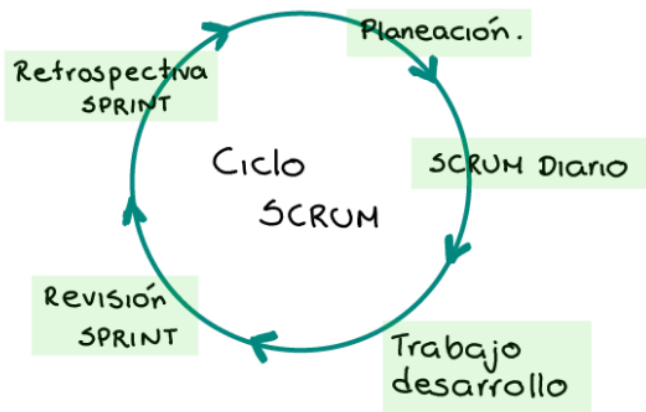 Planeación.
SCRUM Diario
Trabajo
desarrollo
Revisión
SPRINT
Retrospectiva
SPRINT
Ciclo
SCRUM